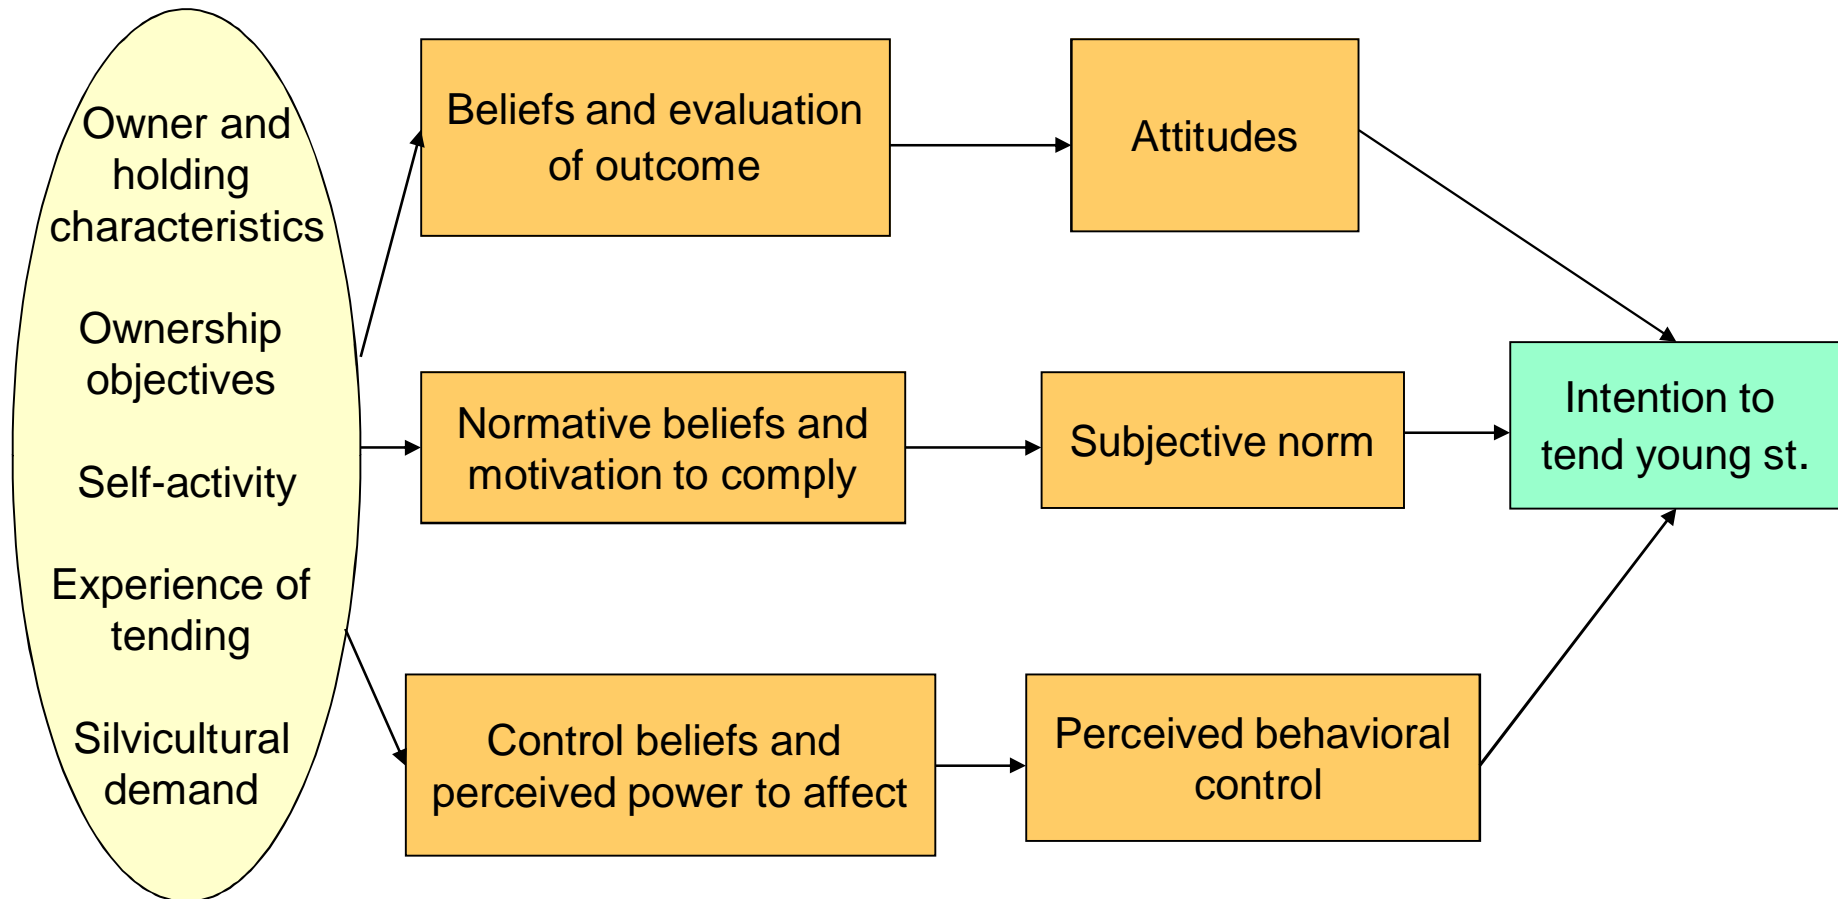 Owner and
holding
characteristics
Ownership
objectives
Self-activity
Experience of
tending
Silvicultural
demand
Beliefs and evaluation
of outcome
Attitudes
Normative beliefs and
motivation to comply
Subjective norm
Control beliefs and
perceived power to affect
Perceived behavioral
control
Intention to
tend young st.